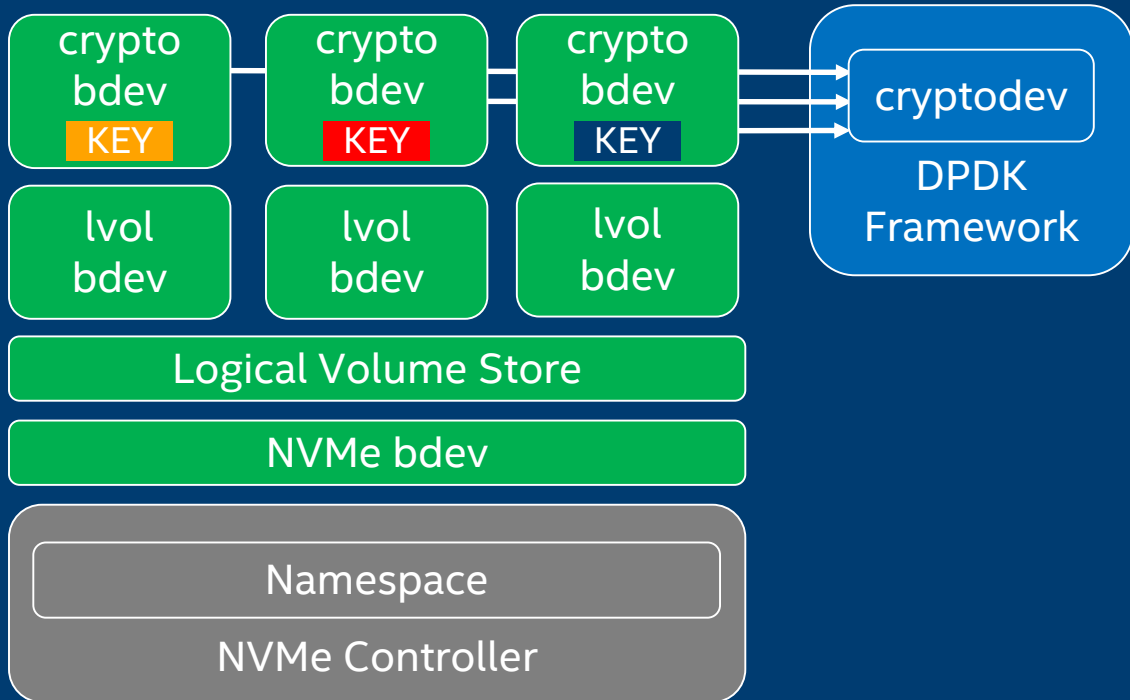 crypto
bdev
KEY
crypto
bdev
KEY
crypto
bdev
KEY
cryptodev
DPDK
Framework
lvol
bdev
lvol
bdev
lvol
bdev
Logical Volume Store
NVMe bdev
Namespace
NVMe Controller